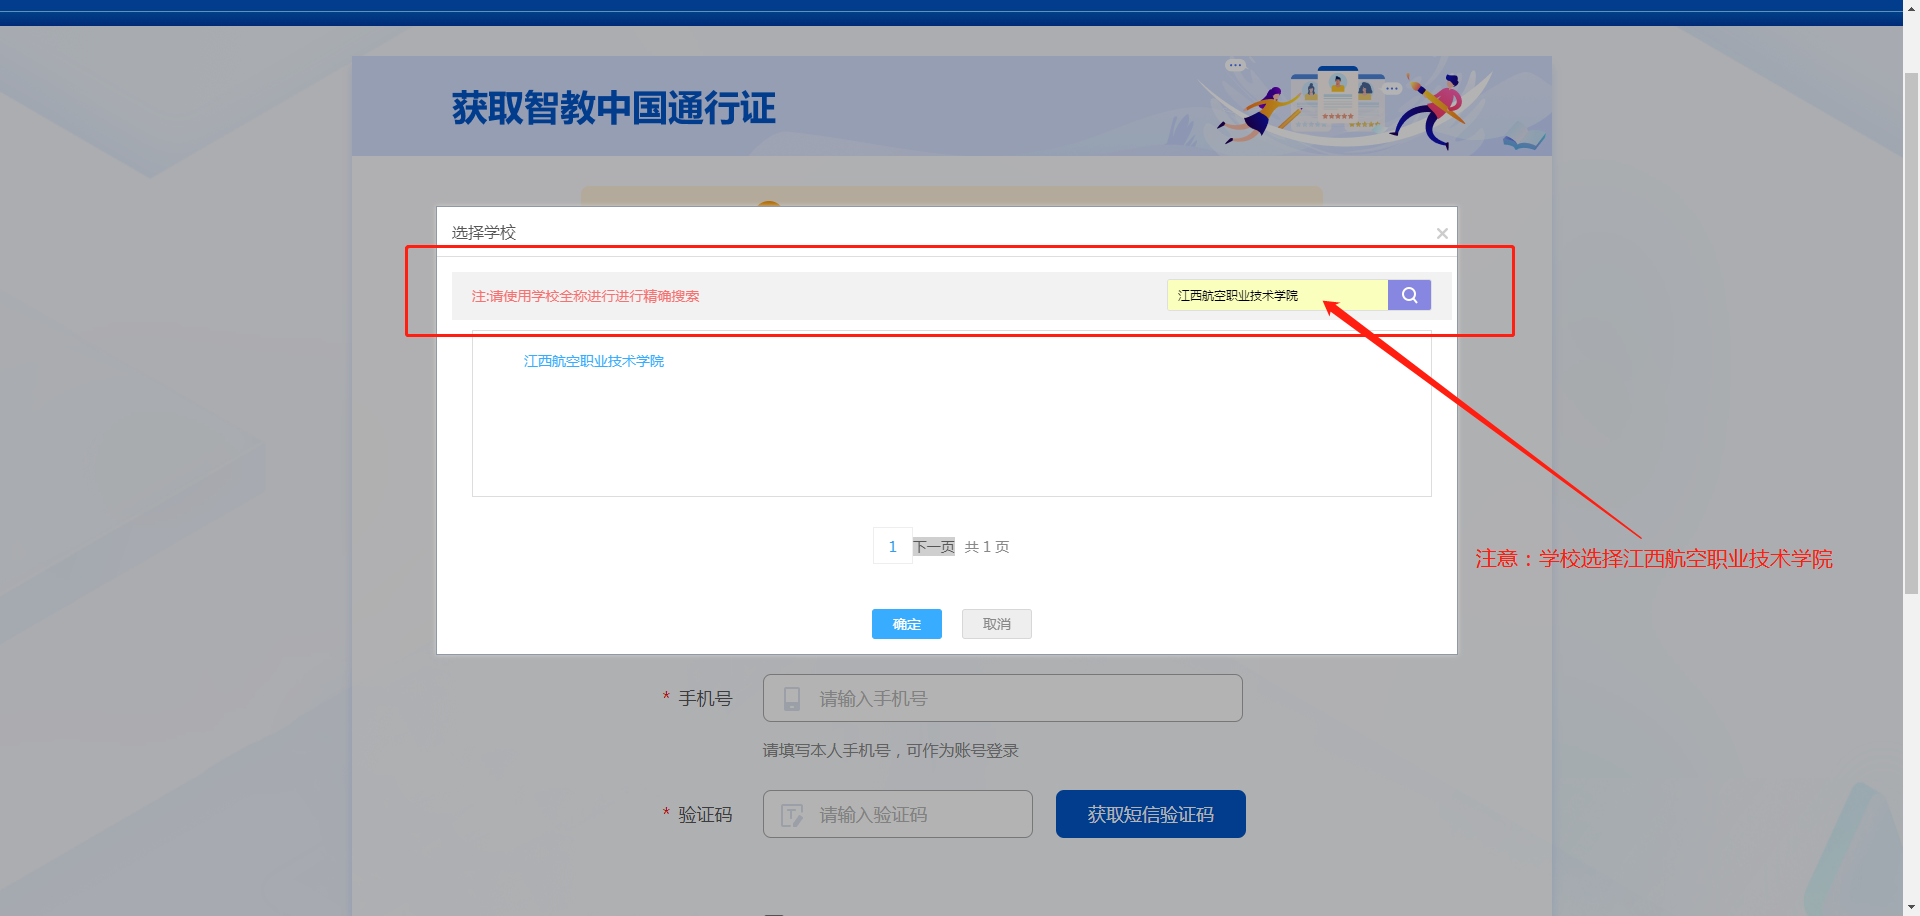 获取智教中国通行证
选择学校
×
注:请使用学校全称进行进行精确搜索
江西航空职业技术学院
江西航空职业技术学院
1 下一页 共 1 页
注意：学校选择江西航空职业技术学院
确定 取消
* 手机号 请输入手机号
请填写本人手机号，可作为账号登录
* 验证码 请输入验证码 获取短信验证码